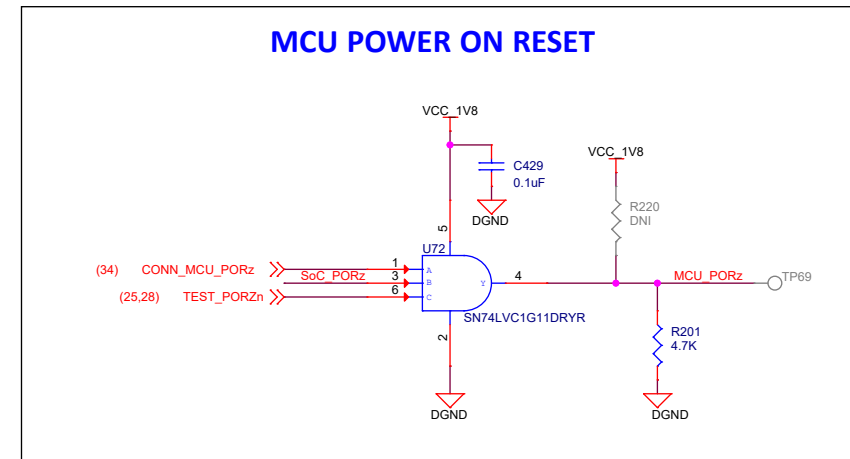 MCU POWER ON RESET
VCC_1V8
C429
0.1uF
DGND
VCC_1V8
R220
DNI
5
U72
(34) CONN_MCU_PORz 1 A
SoC_PORz 3 B
(25,28) TEST_PORZn 6 C
Y 4
MCU_PORz TP69
SN74LVC1G11DRYR
2
R201
4.7K
DGND
DGND